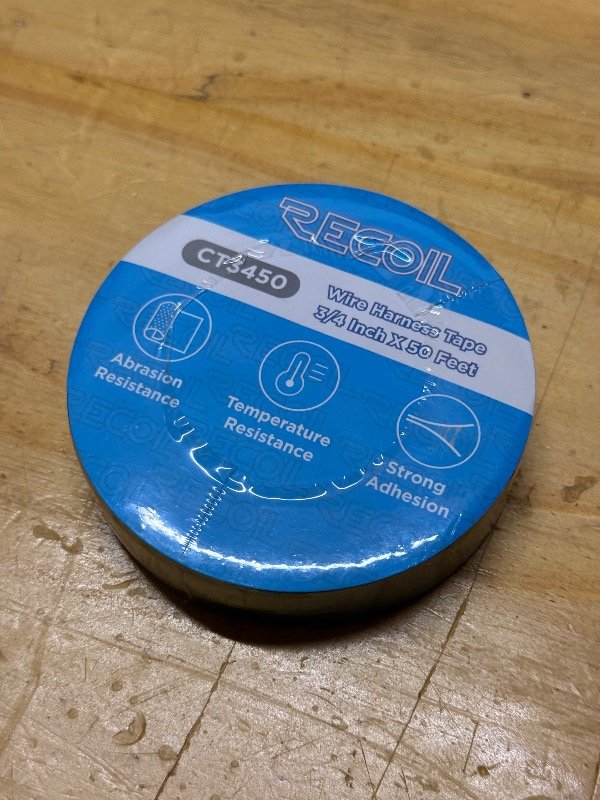 RECOIL
CT3450
Wire Harness Tape
3/4 Inch X 50 Feet
Abrasion
Resistance
Temperature
Resistance
Strong
Adhesion